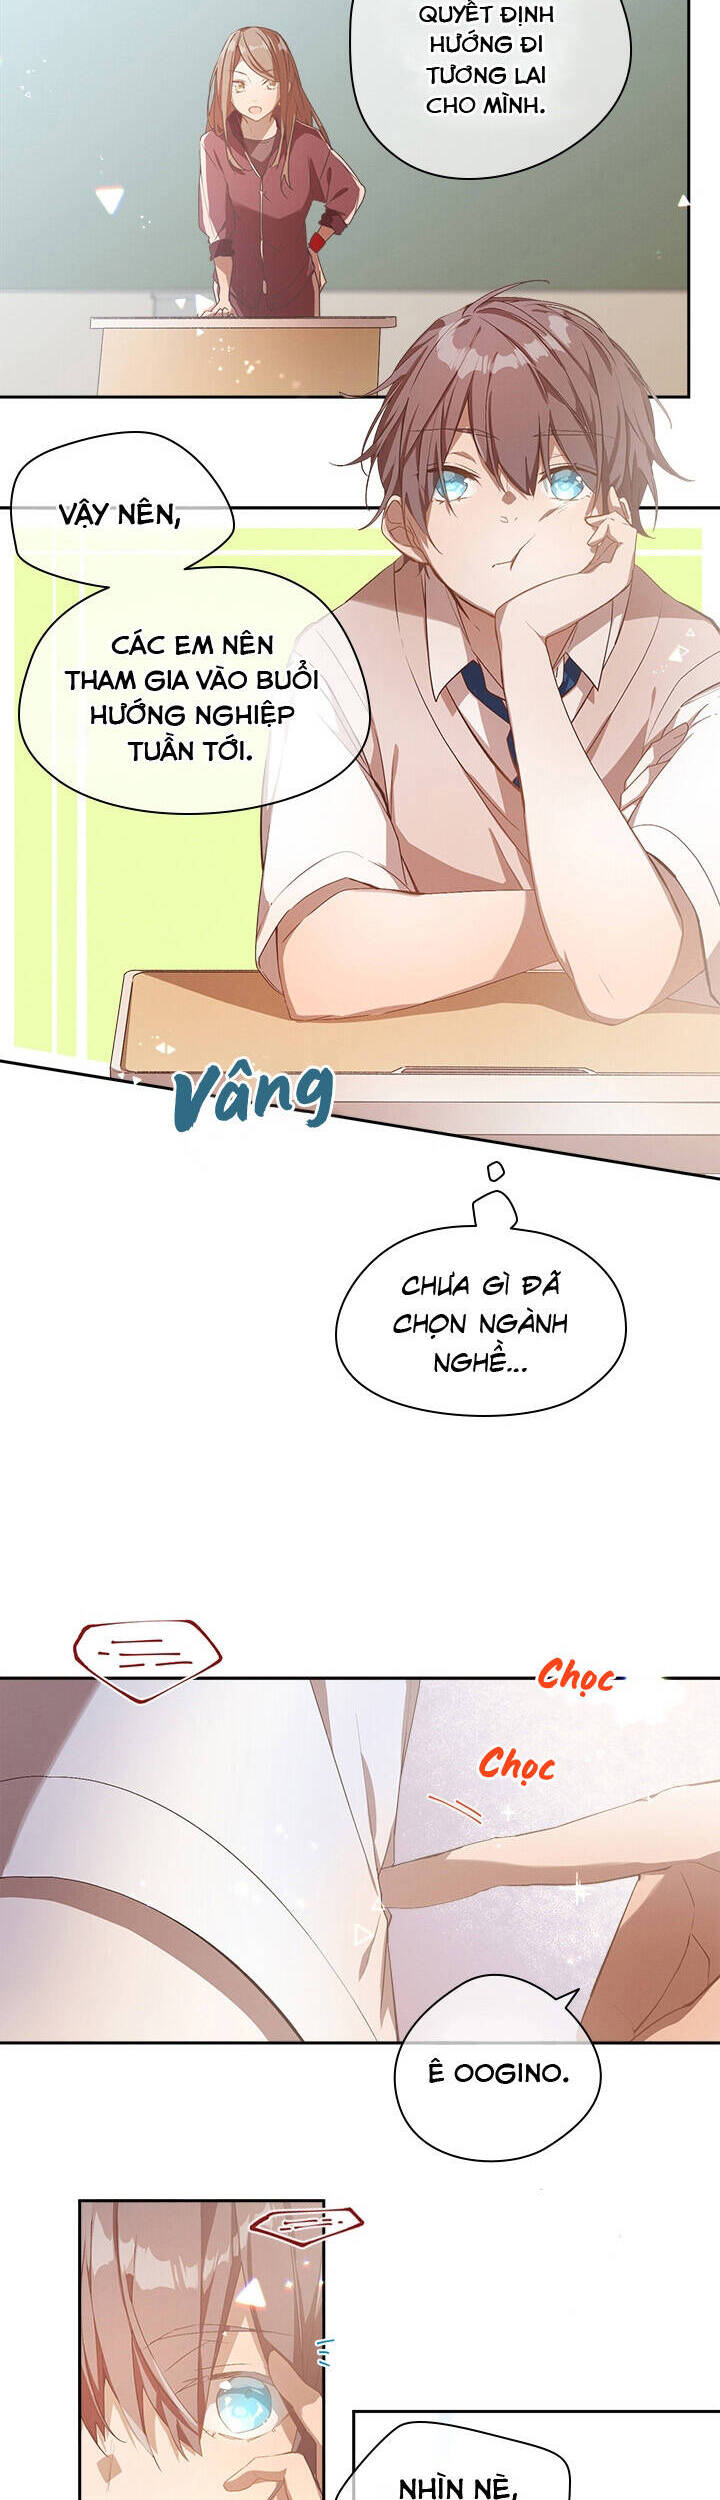 QUYẾT ĐỊNH
HƯỚNG ĐI
TƯƠNG LAI
CHO MÌNH.
VẬY NÊN,
CÁC EM NÊN
THAM GIA VÀO BUỔI
HƯỚNG NGHIỆP
TUẦN TỚI.
Vâng
CHƯA GÌ ĐÃ
CHỌN NGÀNH
NGHỀ...
Chọc
Chọc
Ê OOGINO.
NHÌN NÈ,